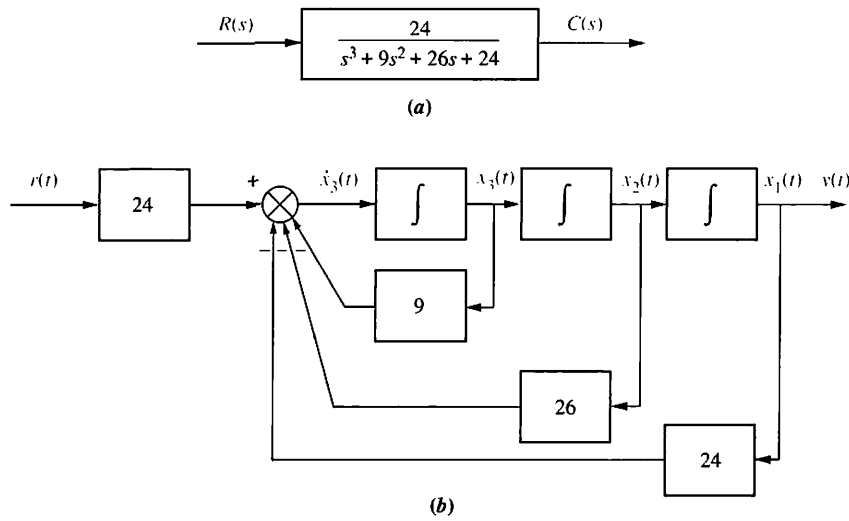 R(s)
24
s³ + 9s² + 26s + 24
C(s)
(a)
r(t)
24
+
ẋ₃(t)
∫
x₃(t)
∫
x₂(t)
∫
x₁(t)
y(t)
− − −
9
26
24
(b)